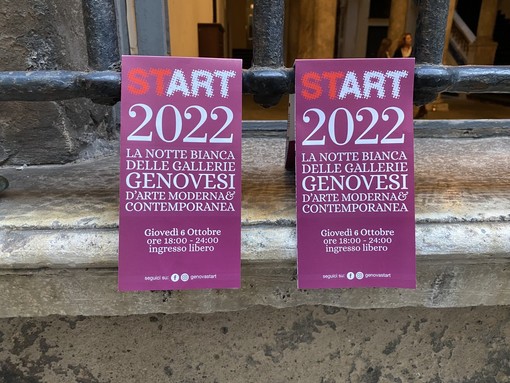 START
2022
LA NOTTE BIANCA
DELLE GALLERIE
GENOVESI
D'ARTE MODERNA&
CONTEMPORANEA
Giovedì 6 Ottobre
ore 18:00 - 24:00
ingresso libero
seguici su: genovastart
START
2022
LA NOTTE BIANCA
DELLE GALLERIE
GENOVESI
D'ARTE MODERNA&
CONTEMPORANEA
Giovedì 6 Ottobre
ore 18:00 - 24:00
ingresso libero
seguici su: genovastart